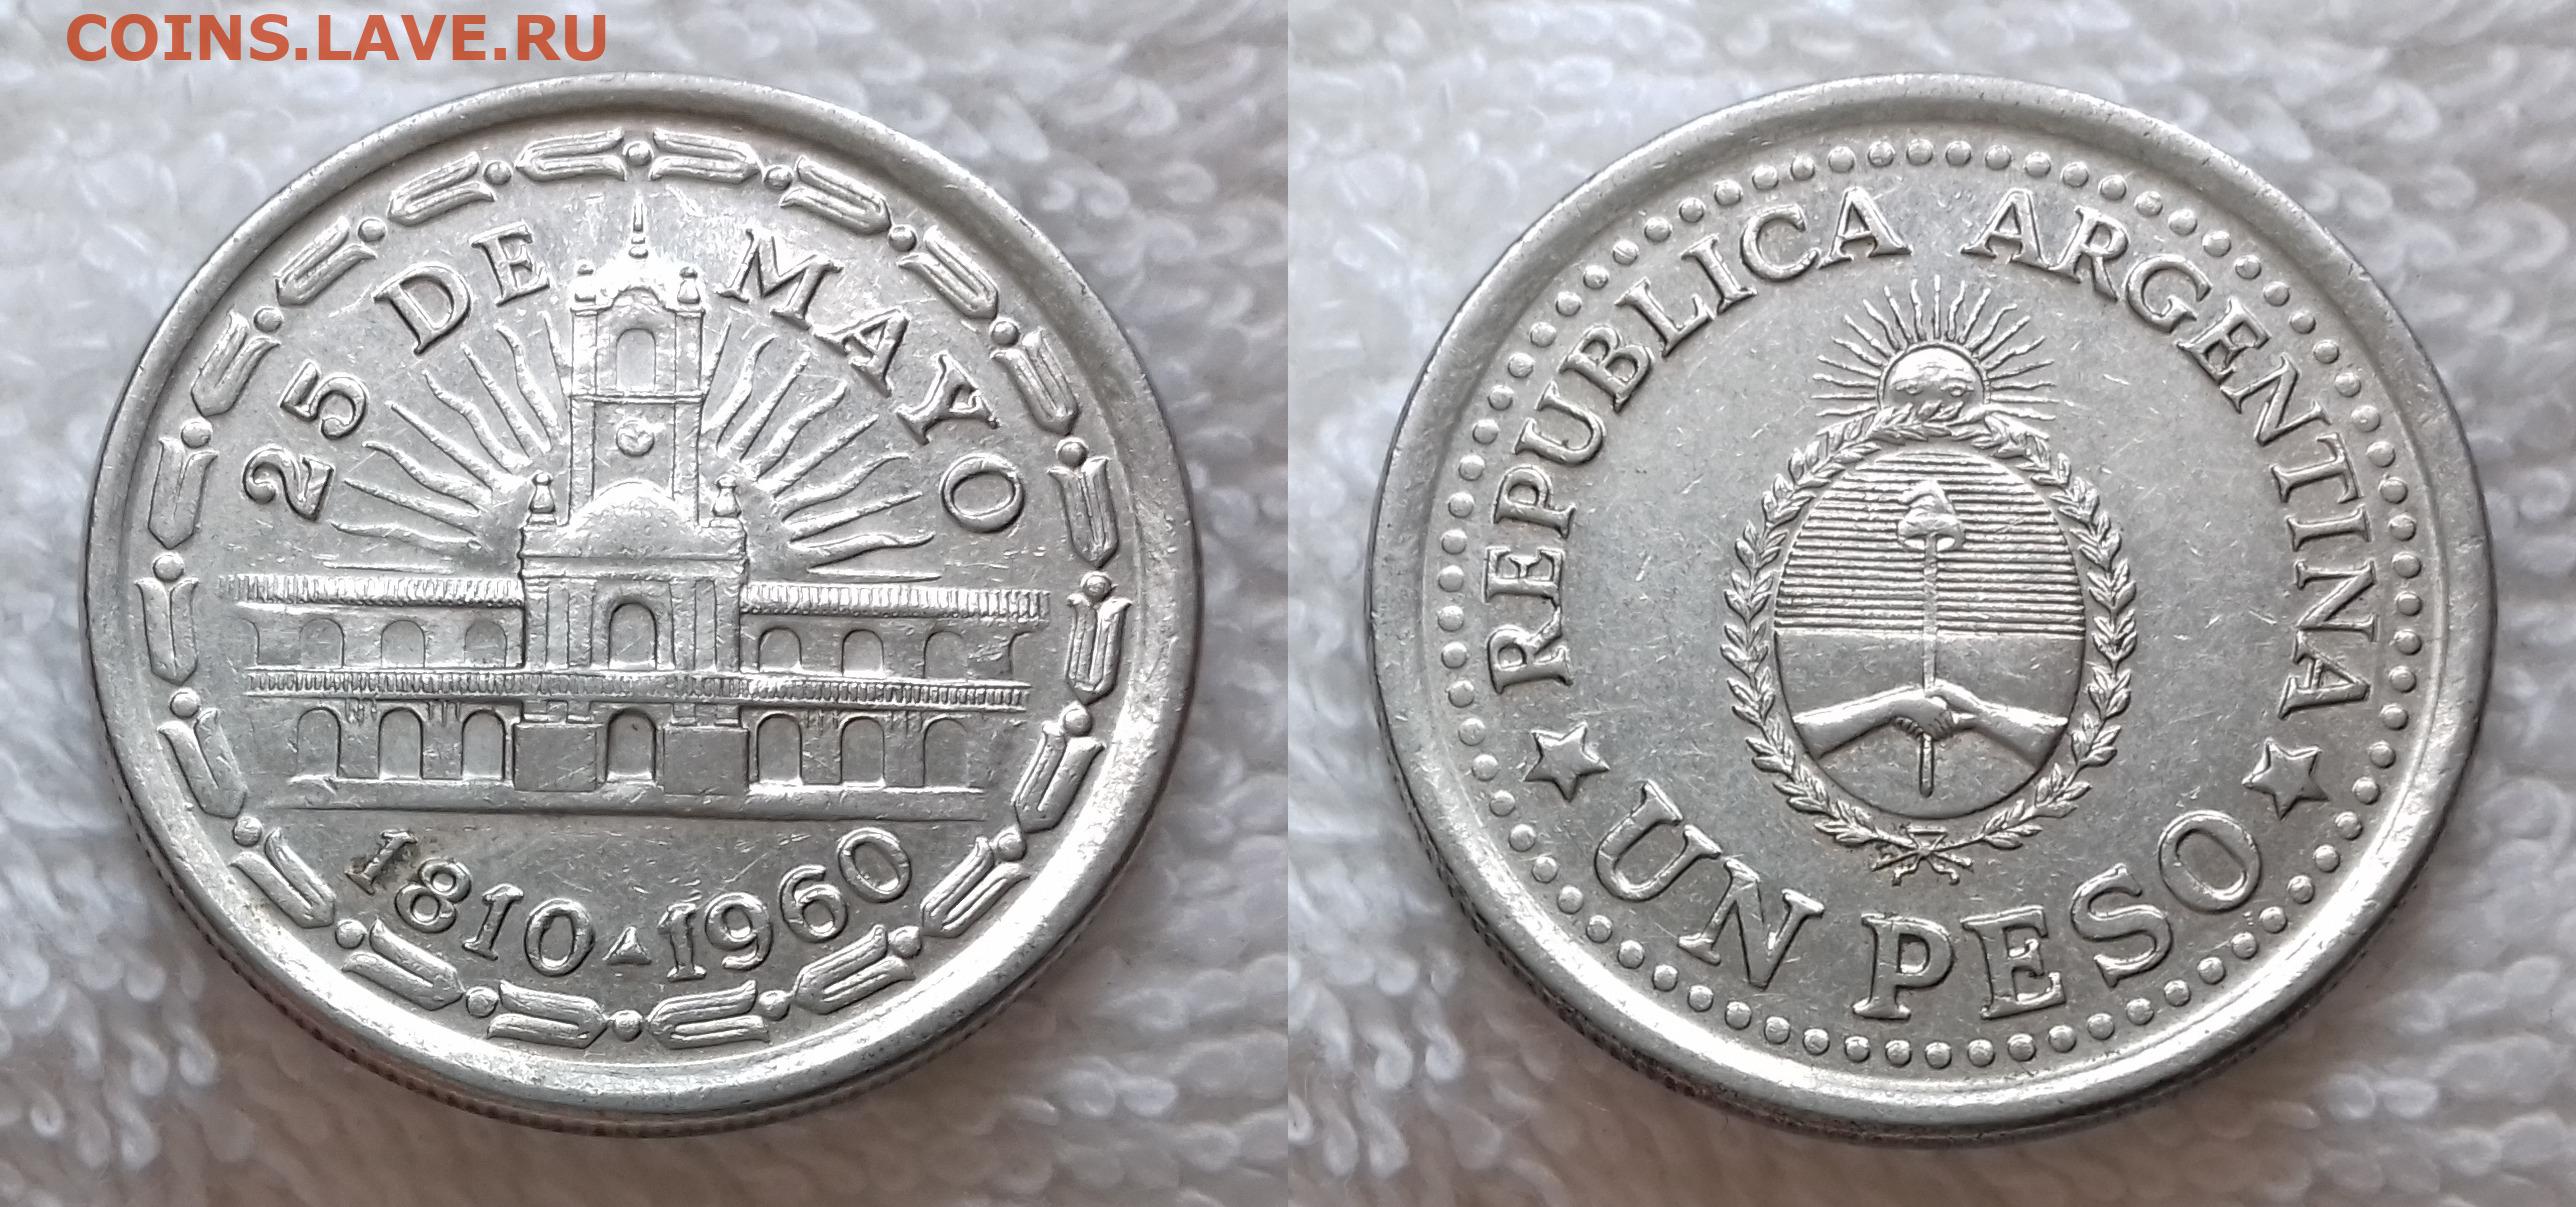 COINS.LAVE.RU
25 DE MAYO
1810 ▲ 1960
REPUBLICA ARGENTINA
★ UN PESO ★